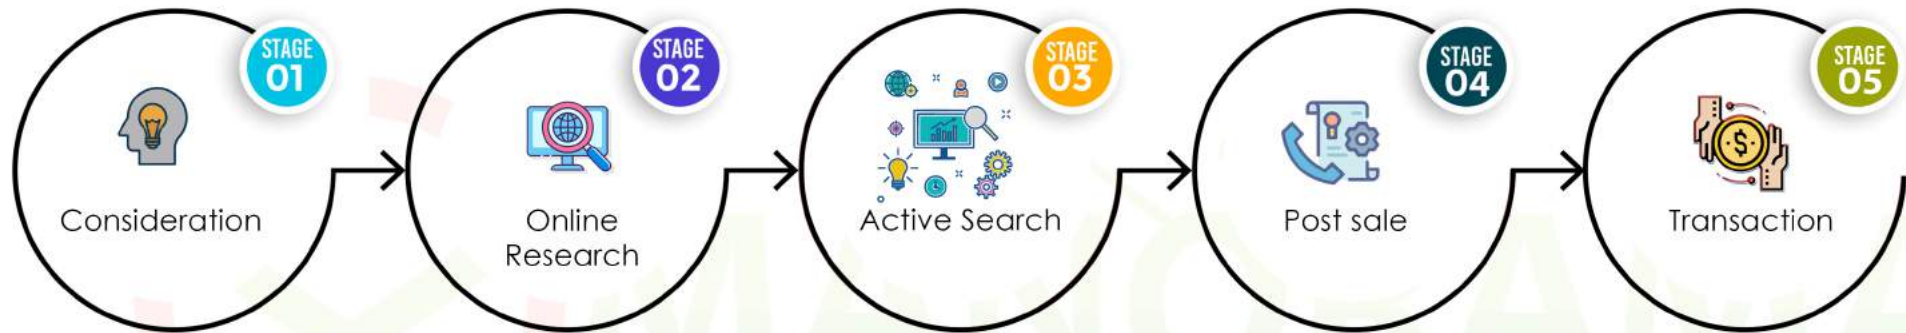 STAGE
01
Consideration
STAGE
02
Online
Research
STAGE
03
Active Search
STAGE
04
Post sale
STAGE
05
Transaction